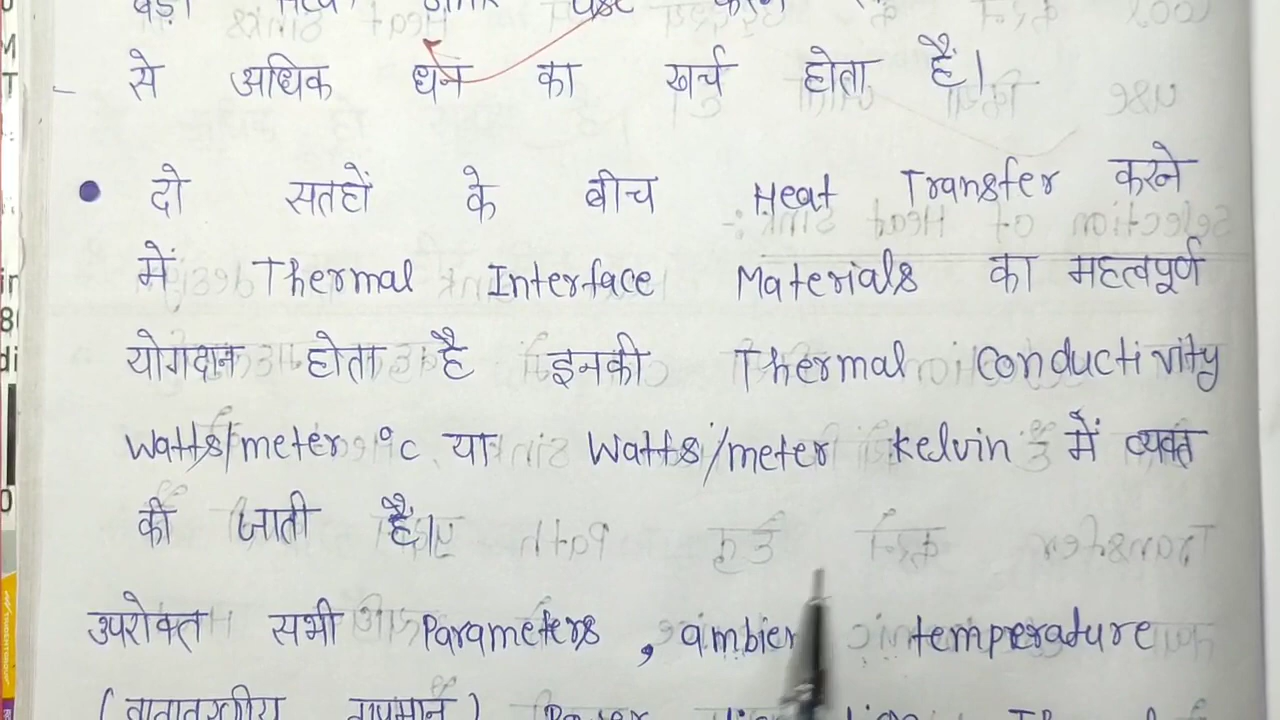 से अधिक धन का खर्च होता है।
दो सतहों के बीच Heat Transfer करने
में Thermal Interface Materials का महत्वपूर्ण
योगदान होता है इनकी Thermal conductivity
Watts/meter °c या Watts/meter kelvin में व्यक्त
की जाती है।
उपरोक्त सभी Parameters , temperature